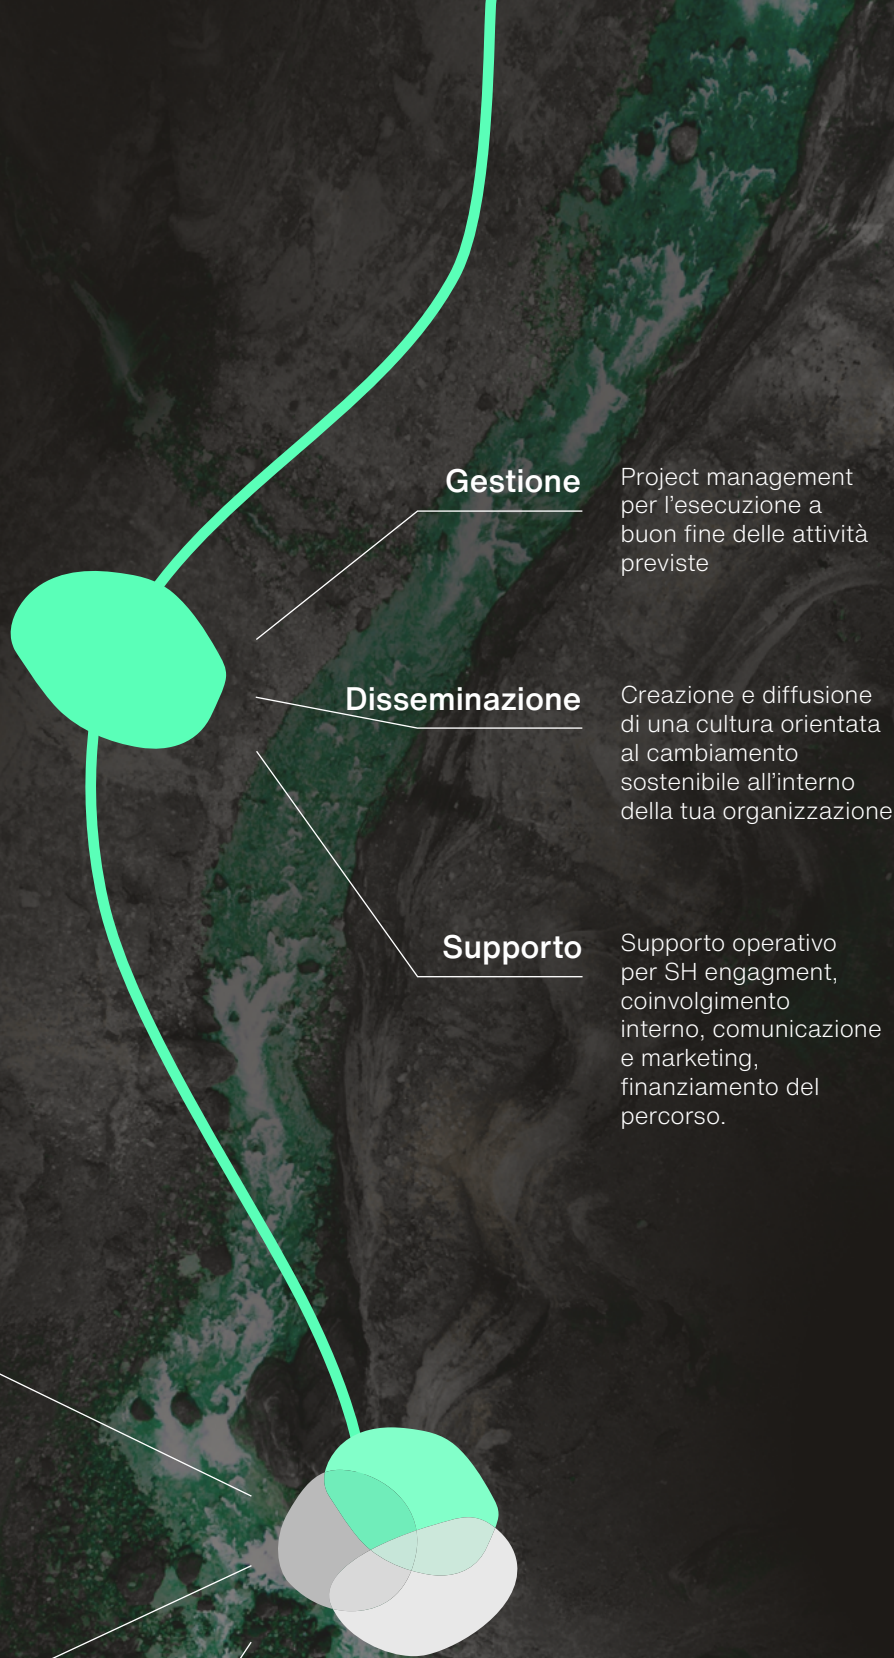 Gestione
Project management
per l’esecuzione a
buon fine delle attività
previste
Disseminazione
Creazione e diffusione
di una cultura orientata
al cambiamento
sostenibile all’interno
della tua organizzazione
Supporto
Supporto operativo
per SH engagment,
coinvolgimento
interno, comunicazione
e marketing,
finanziamento del
percorso.